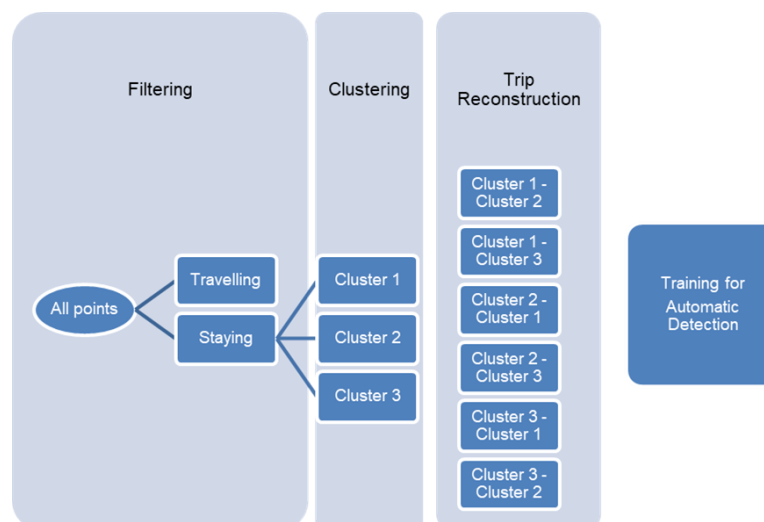 Filtering
Clustering
Trip
Reconstruction
All points
Travelling
Staying
Cluster 1
Cluster 2
Cluster 3
Cluster 1 -
Cluster 2
Cluster 1 -
Cluster 3
Cluster 2 -
Cluster 1
Cluster 2 -
Cluster 3
Cluster 3 -
Cluster 1
Cluster 3 -
Cluster 2
Training for
Automatic
Detection